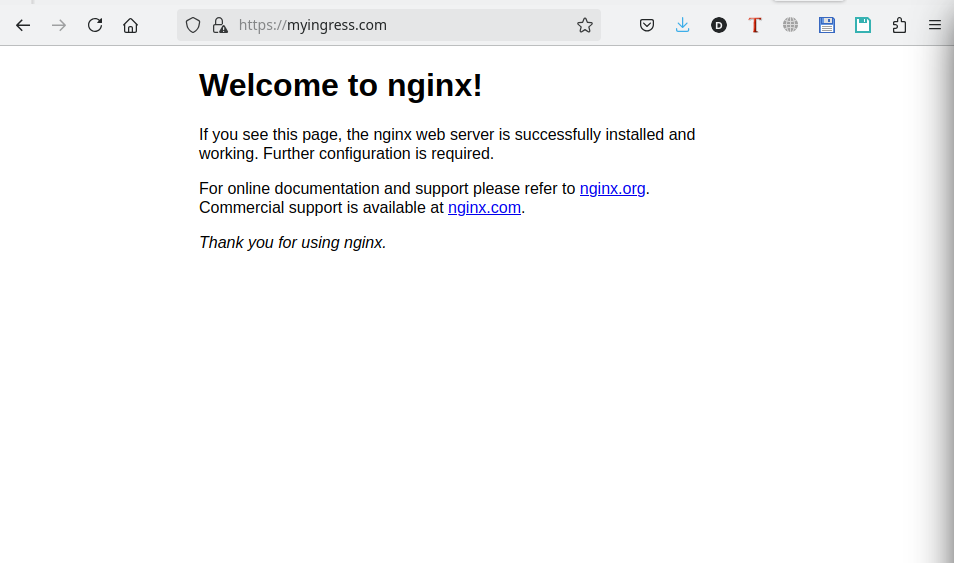 https://myingress.com
D
T
Welcome to nginx!
If you see this page, the nginx web server is successfully installed and
working. Further configuration is required.
For online documentation and support please refer to nginx.org.
Commercial support is available at nginx.com.
Thank you for using nginx.